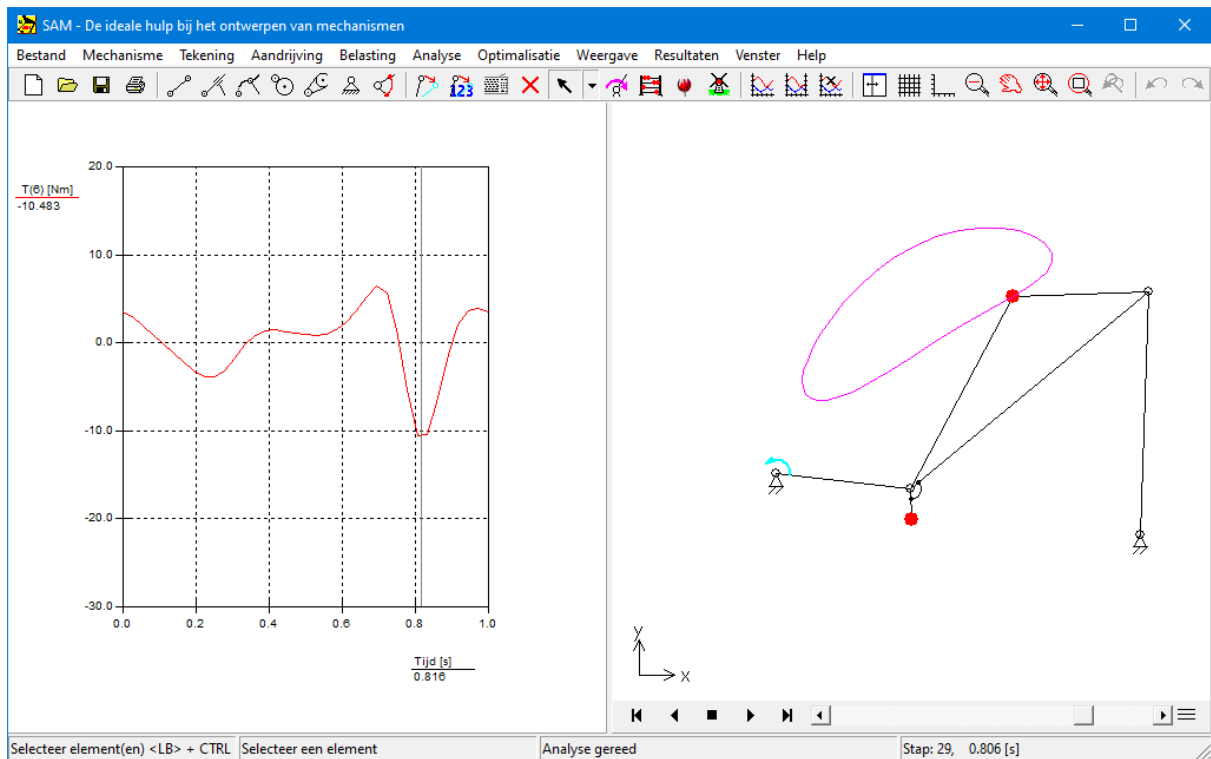 SAM - De ideale hulp bij het ontwerpen van mechanismen
Bestand Mechanisme Tekening Aandrijving Belasting Analyse Optimalisatie Weergave Resultaten Venster Help
123
T(6) [Nm]
-10.483
20.0
10.0
0.0
-10.0
-20.0
-30.0
0.0 0.2 0.4 0.6 0.8 1.0
Tijd [s]
0.816
y
x
Selecteer element(en) <LB> + CTRL Selecteer een element Analyse gereed Stap: 29, 0.806 [s]